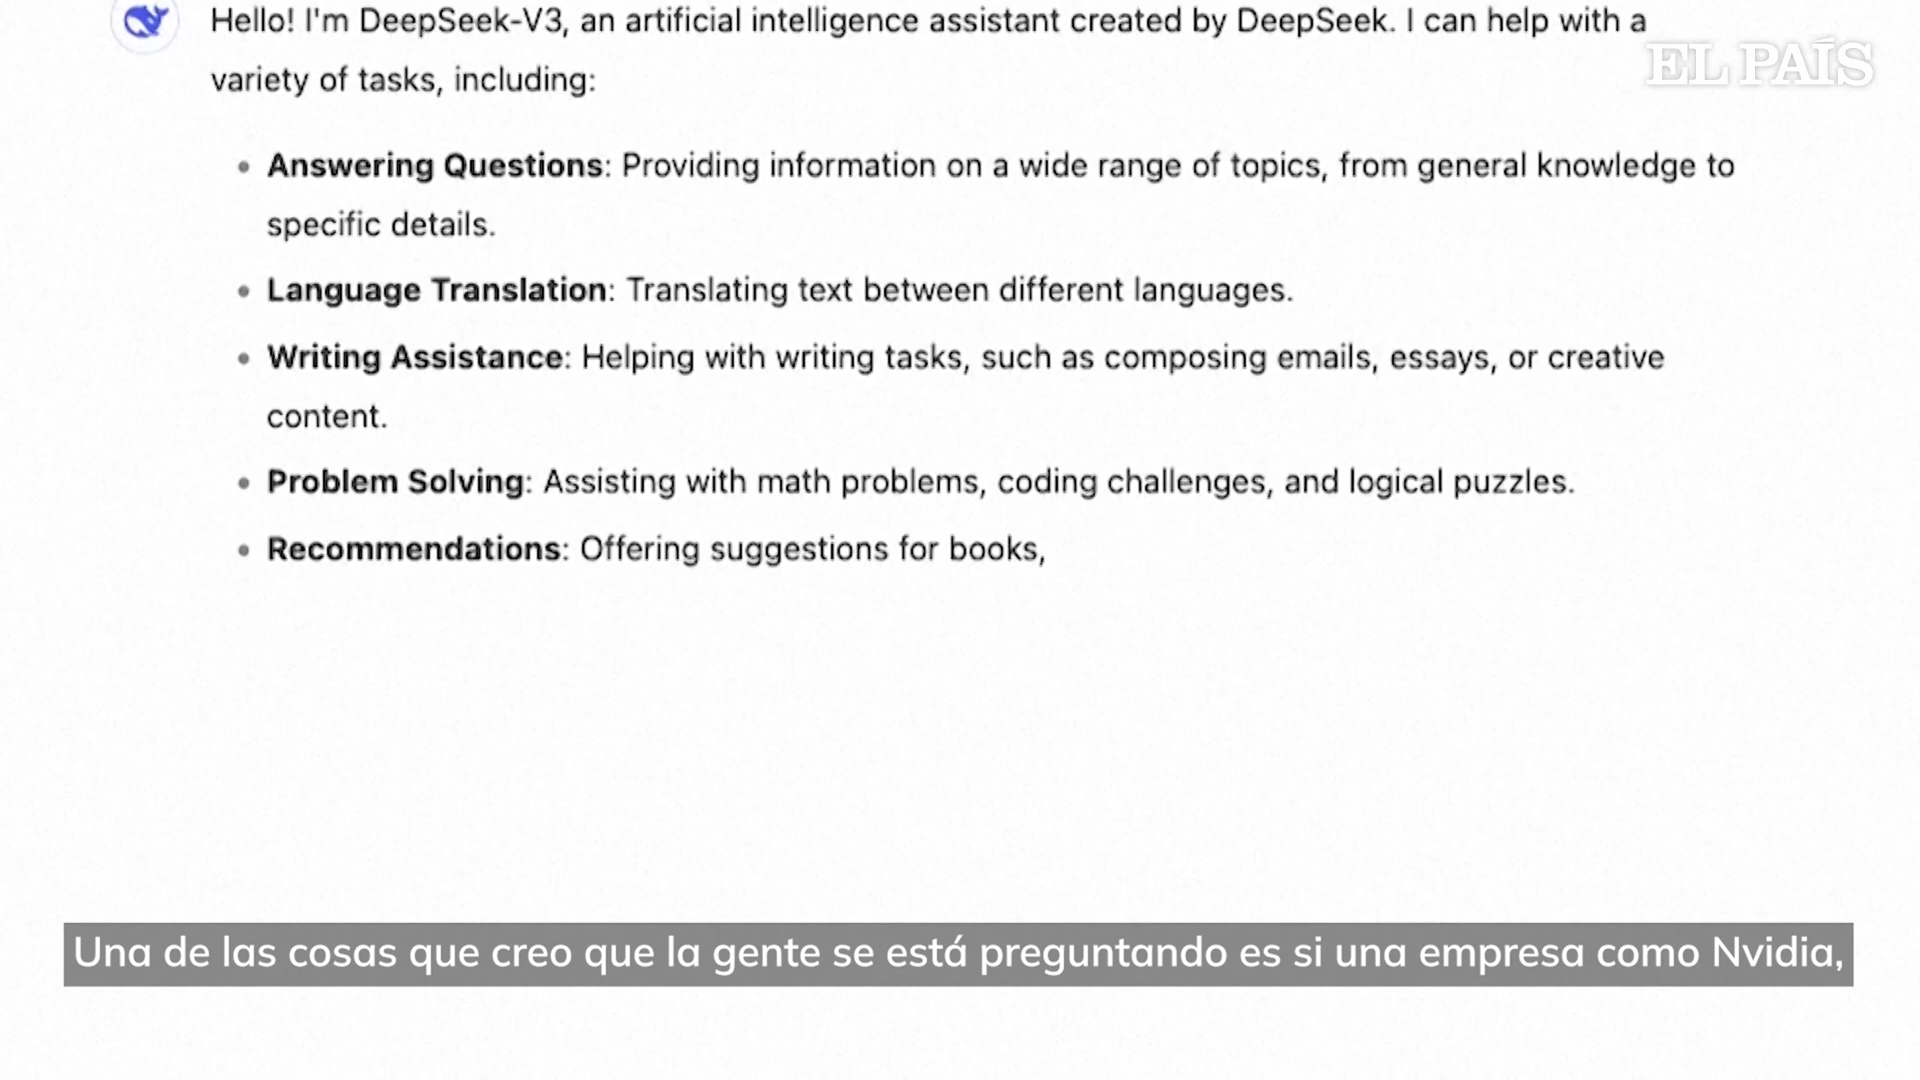 Hello! I'm DeepSeek-V3, an artificial intelligence assistant created by DeepSeek. I can help with a
EL PAÍS
variety of tasks, including:
• Answering Questions: Providing information on a wide range of topics, from general knowledge to
specific details.
• Language Translation: Translating text between different languages.
• Writing Assistance: Helping with writing tasks, such as composing emails, essays, or creative
content.
• Problem Solving: Assisting with math problems, coding challenges, and logical puzzles.
• Recommendations: Offering suggestions for books,
Una de las cosas que creo que la gente se está preguntando es si una empresa como Nvidia,